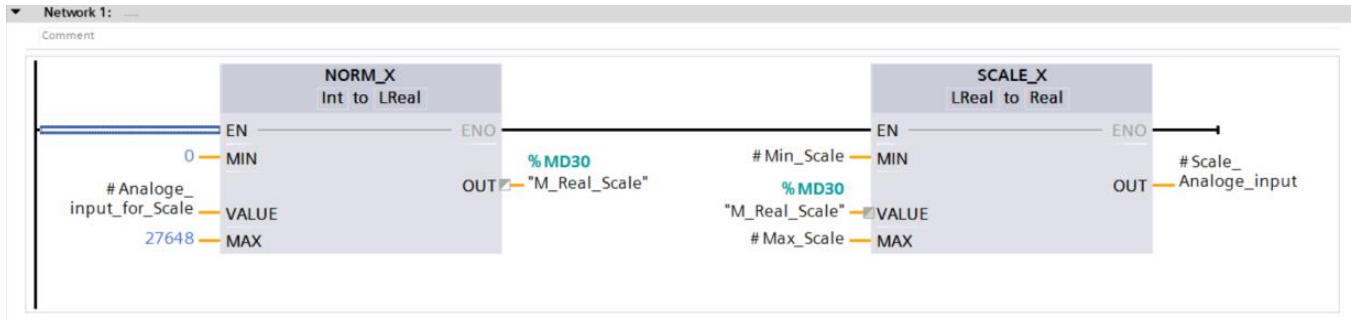 Network 1: ....
Comment
NORM_X
Int to LReal
EN
ENO
0
MIN
%MD30
OUT
"M_Real_Scale"
#Analoge_
input_for_Scale
VALUE
27648
MAX
SCALE_X
LReal to Real
EN
ENO
#Min_Scale
MIN
#Scale_
OUT
Analoge_input
%MD30
"M_Real_Scale"
VALUE
#Max_Scale
MAX